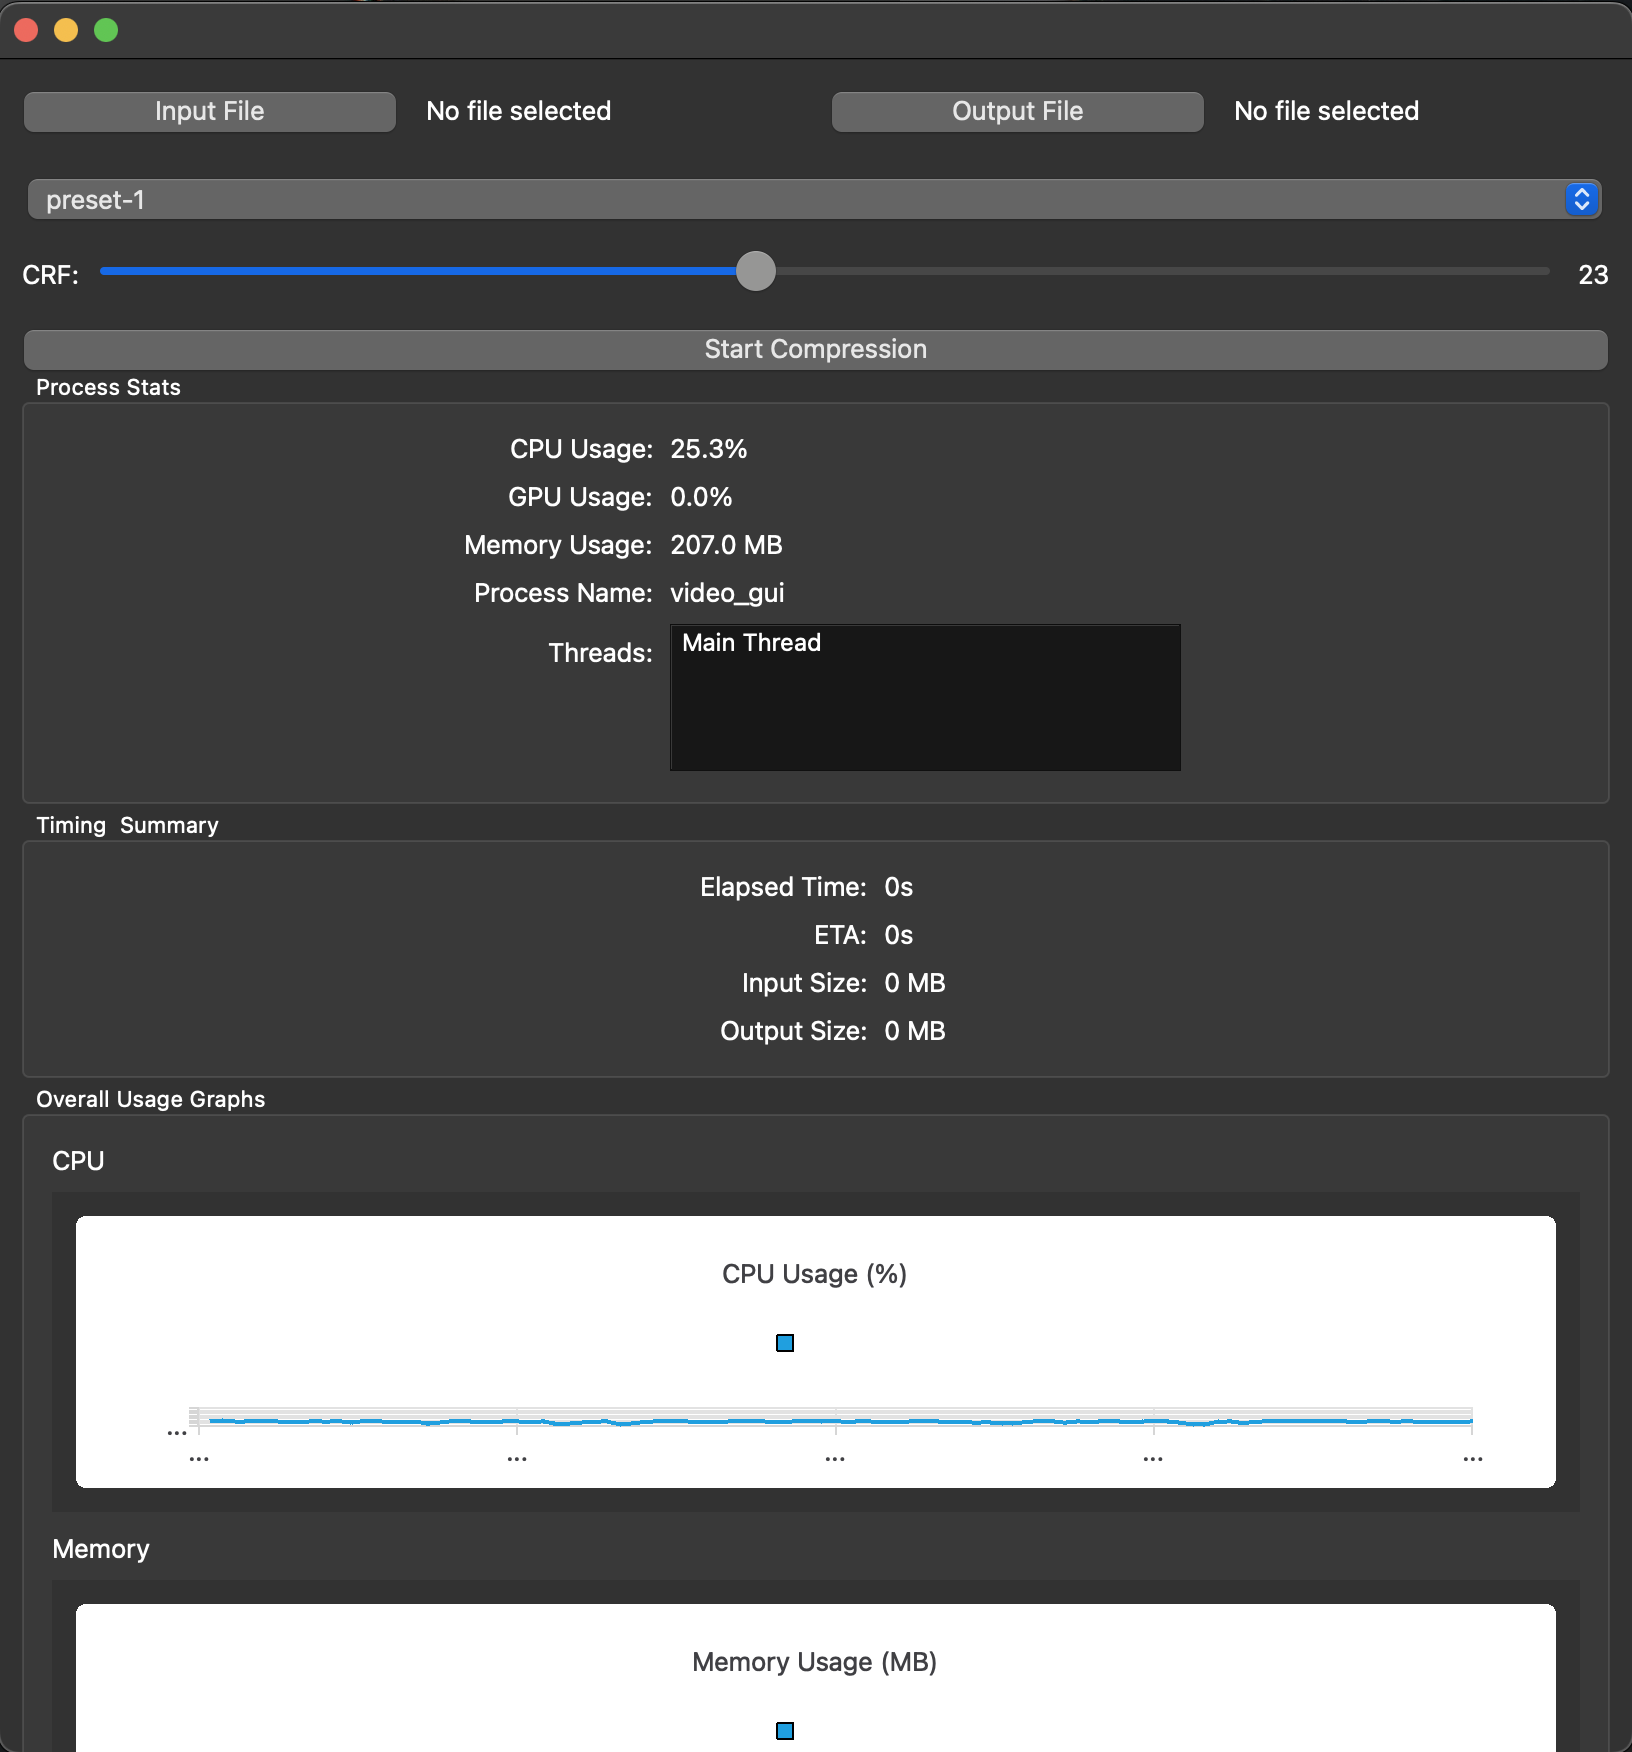 Input File No file selected Output File No file selected
preset-1
CRF: 23
Start Compression
Process Stats
CPU Usage: 25.3%
GPU Usage: 0.0%
Memory Usage: 207.0 MB
Process Name: video_gui
Threads: Main Thread
Timing Summary
Elapsed Time: 0s
ETA: 0s
Input Size: 0 MB
Output Size: 0 MB
Overall Usage Graphs
CPU
CPU Usage (%)
...
... ... ... ... ...
Memory
Memory Usage (MB)